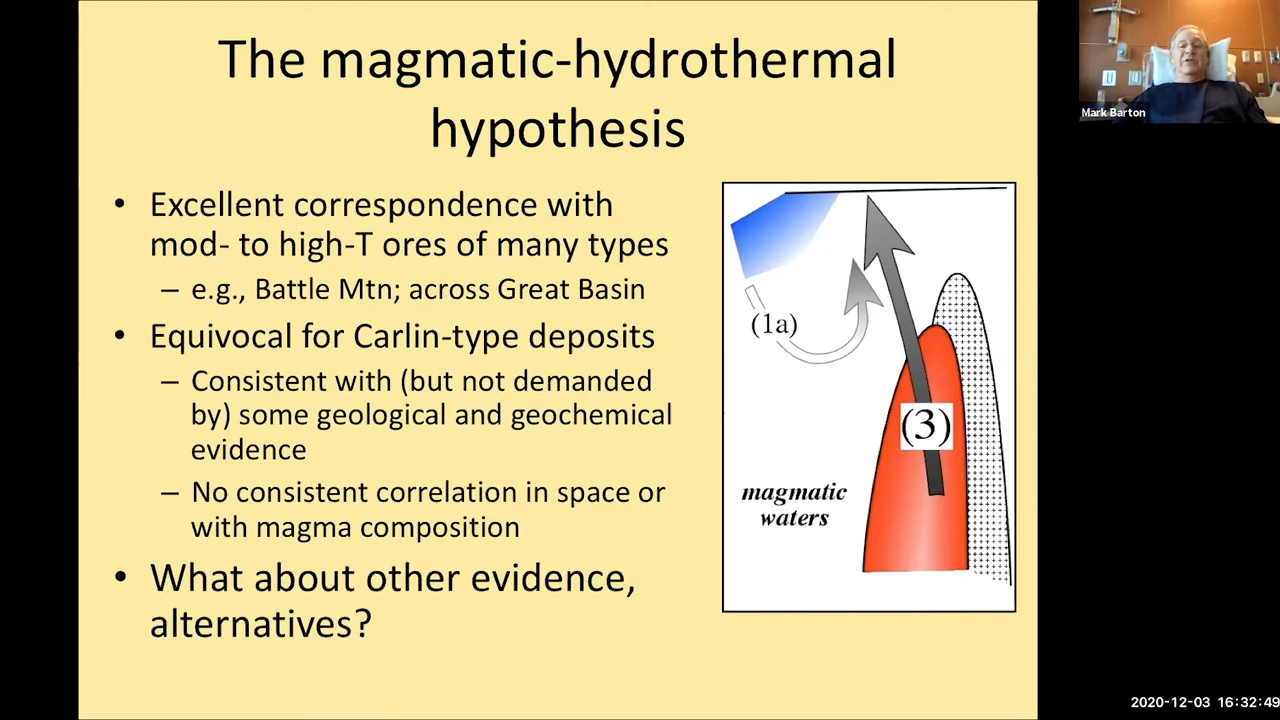 The magmatic-hydrothermal
hypothesis
• Excellent correspondence with
mod- to high-T ores of many types
– e.g., Battle Mtn; across Great Basin
• Equivocal for Carlin-type deposits
– Consistent with (but not demanded
by) some geological and geochemical
evidence
– No consistent correlation in space or
with magma composition
• What about other evidence,
alternatives?
(1a)
(3)
magmatic
waters
Mark Barton
2020-12-03 16:32:49